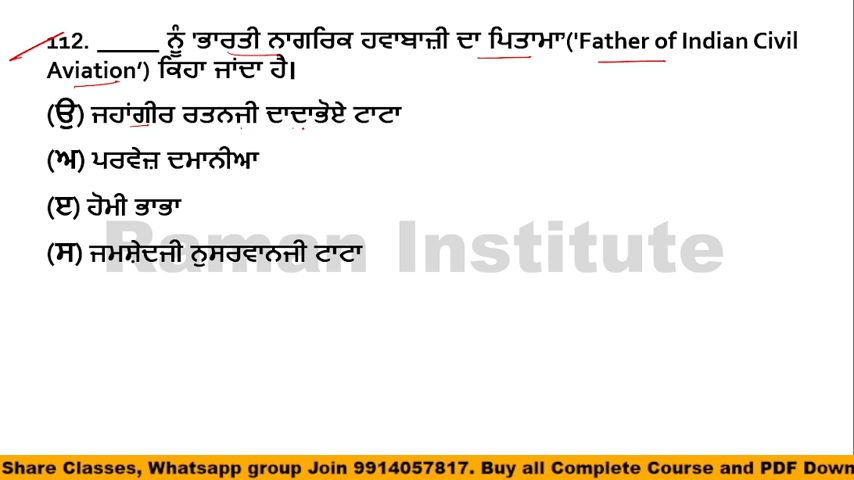 112. _____ ਨੂੰ 'ਭਾਰਤੀ ਨਾਗਰਿਕ ਹਵਾਬਾਜ਼ੀ ਦਾ ਪਿਤਾਮਾ'('Father of Indian Civil
Aviation') ਕਿਹਾ ਜਾਂਦਾ ਹੈ।
(ੳ) ਜਹਾਂਗੀਰ ਰਤਨਜੀ ਦਾਦਾਭੋਏ ਟਾਟਾ
(ਅ) ਪਰਵੇਜ਼ ਦਮਾਨੀਆ
(ੲ) ਹੋਮੀ ਭਾਭਾ
Raman Institute
(ਸ) ਜਮਸ਼ੇਦਜੀ ਨੁਸਰਵਾਨਜੀ ਟਾਟਾ
Share Classes, Whatsapp group Join 9914057817. Buy all Complete Course and PDF Down